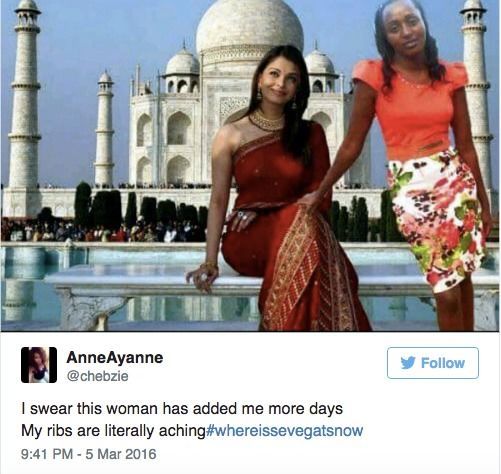 AnneAyanne
@chebzie
Follow
I swear this woman has added me more days
My ribs are literally aching#whereissevegatsnow
9:41 PM - 5 Mar 2016